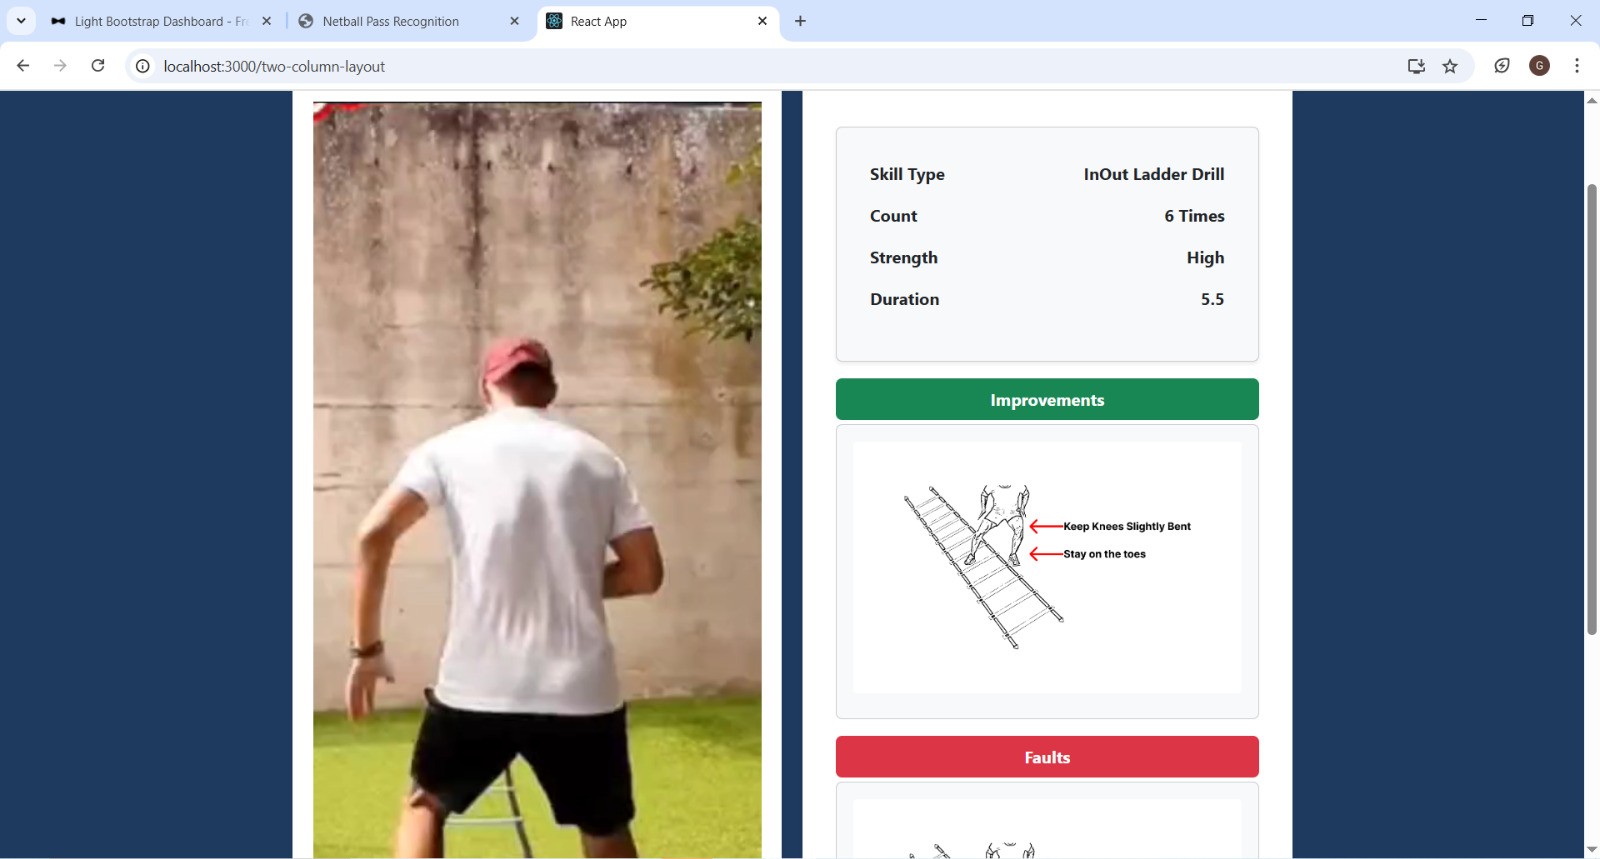 Light Bootstrap Dashboard - Fr
Netball Pass Recognition
React App
localhost:3000/two-column-layout
G
Skill Type InOut Ladder Drill
Count 6 Times
Strength High
Duration 5.5
Improvements
Keep Knees Slightly Bent
Stay on the toes
Faults